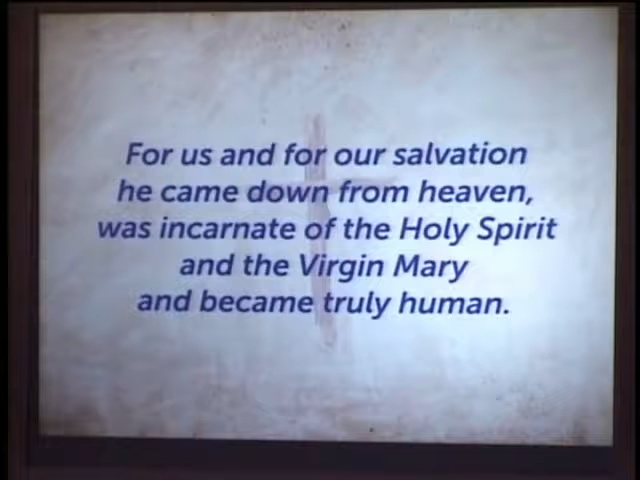 For us and for our salvation
he came down from heaven,
was incarnate of the Holy Spirit
and the Virgin Mary
and became truly human.